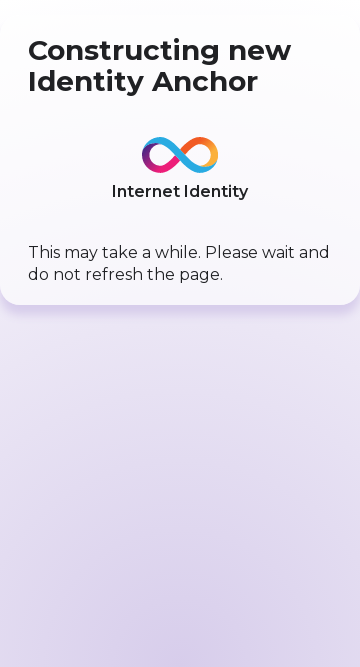 Constructing new
Identity Anchor
Internet Identity
This may take a while. Please wait and
do not refresh the page.